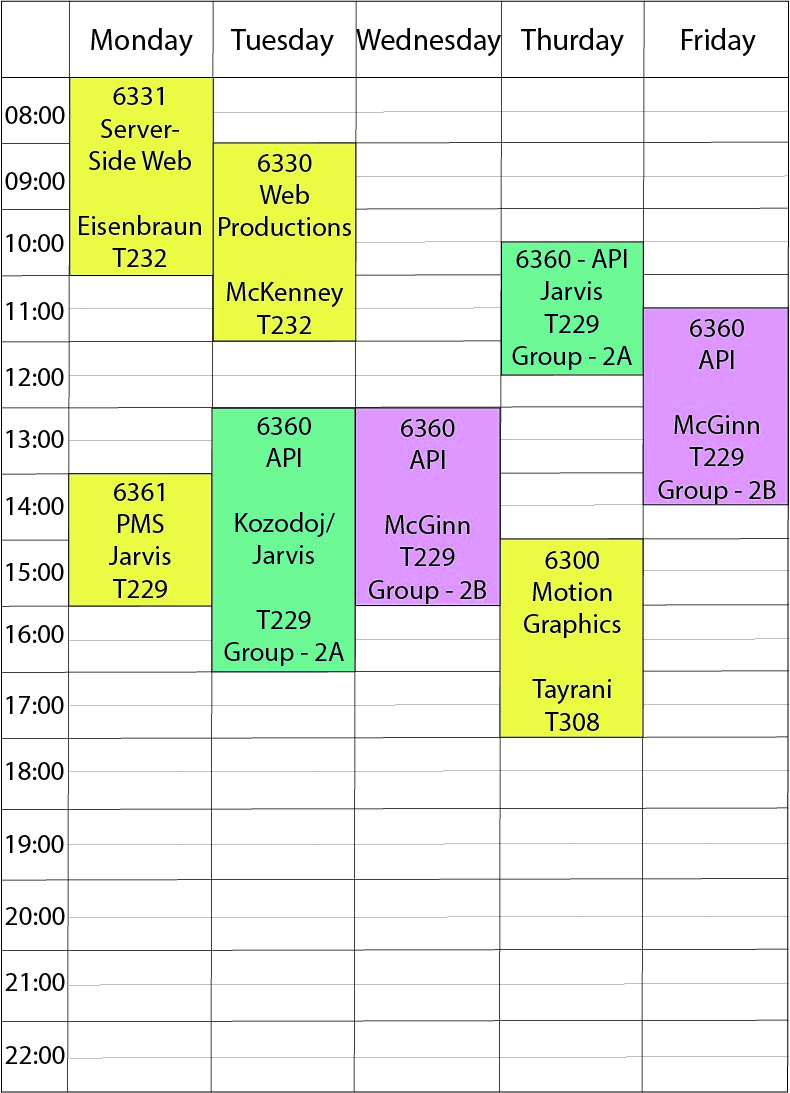 Monday Tuesday Wednesday Thurday Friday
08:00
09:00
10:00
11:00
12:00
13:00
14:00
15:00
16:00
17:00
18:00
19:00
20:00
21:00
22:00
6331
Server-
Side Web
Eisenbraun
T232
6361
PMS
Jarvis
T229
6330
Web
Productions
McKenney
T232
6360
API
Kozodoj/
Jarvis
T229
Group - 2A
6360
API
McGinn
T229
Group - 2B
6360 - API
Jarvis
T229
Group - 2A
6300
Motion
Graphics
Tayrani
T308
6360
API
McGinn
T229
Group - 2B